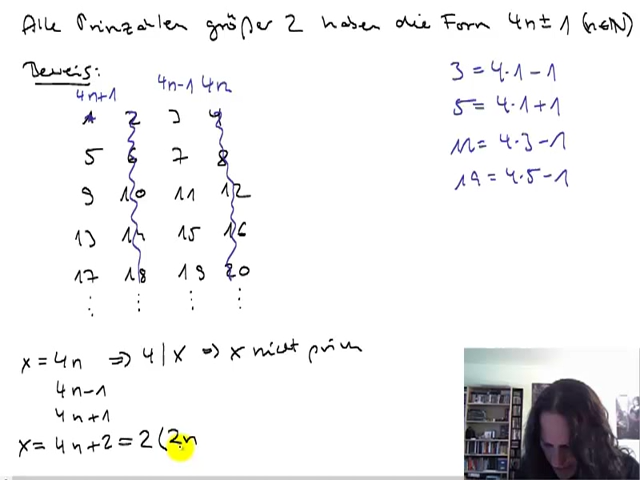 Alle Primzahlen größer 2 haben die Form 4n ± 1 (n∈ℕ)
Beweis:
4n+1 4n-1 4n
1 2 3 4
5 6 7 8
9 10 11 12
13 14 15 16
17 18 19 20
⋮ ⋮ ⋮ ⋮
3 = 4·1-1
5 = 4·1+1
11 = 4·3-1
19 = 4·5-1
x = 4n ⇒ 4|x ⇒ x nicht prim
4n-1
4n+1
x = 4n+2 = 2(2n